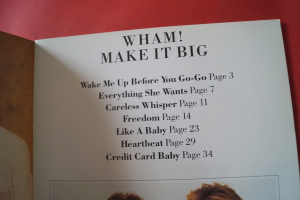 WHAM!
MAKE IT BIG
Wake Me Up Before You Go-Go Page 3
Everything She Wants Page 7
Careless Whisper Page 11
Freedom Page 14
Like A Baby Page 23
Heartbeat Page 29
Credit Card Baby Page 34